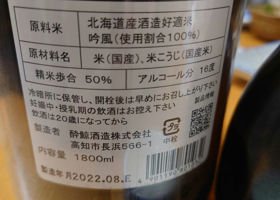 原料米 北海道産酒造好適米
吟風(使用割合100%)
原材料名 米(国産)、米こうじ(国産米)
精米歩合 50% アルコール分 16度
冷暗所に保管し、開栓後は早めにお召し上がり下さい。
妊娠中・授乳期の飲酒はお控え下さい。
飲酒は20歳になってから
製品情報
製造者 酔鯨酒造株式会社
高知市長浜566-1
中栓
内容量 1800ml
製造年月2022.08.E